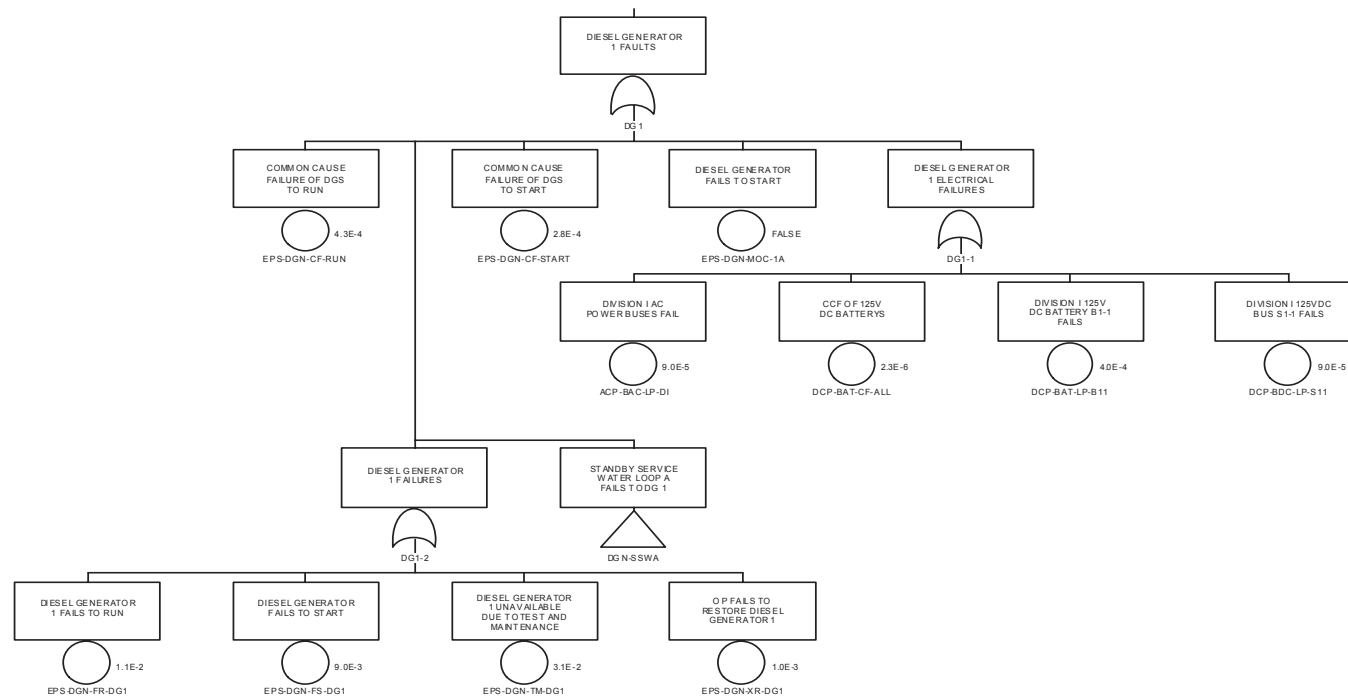 DIESEL GENERATOR
1 FAULTS
DG1
COMMON CAUSE
FAILURE OF DGS
TO RUN
4.3E-4
EPS-DGN-CF-RUN
COMMON CAUSE
FAILURE OF DGS
TO START
2.8E-4
EPS-DGN-CF-START
DIESEL GENERATOR
FAILS TO START
FALSE
EPS-DGN-MOC-1A
DIESEL GENERATOR
1 ELECTRICAL
FAILURES
DG1-1
DIVISION I AC
POWER BUSES FAIL
9.0E-5
ACP-BAC-LP-DI
CCF OF 125V
DC BATTERYS
2.3E-6
DCP-BAT-CF-ALL
DIVISION I 125V
DC BATTERY B1-1
FAILS
4.0E-4
DCP-BAT-LP-B11
DIVISION I 125VDC
BUS S1-1 FAILS
9.0E-5
DCP-BDC-LP-S11
DIESEL GENERATOR
1 FAILURES
DG1-2
STANDBY SERVICE
WATER LOOP A
FAILS TO DG 1
DGN-SSWA
DIESEL GENERATOR
1 FAILS TO RUN
1.1E-2
EPS-DGN-FR-DG1
DIESEL GENERATOR
FAILS TO START
9.0E-3
EPS-DGN-FS-DG1
DIESEL GENERATOR
1 UNAVAILABLE
DUE TO TEST AND
MAINTENANCE
3.1E-2
EPS-DGN-TM-DG1
OP FAILS TO
RESTORE DIESEL
GENERATOR 1
1.0E-3
EPS-DGN-XR-DG1